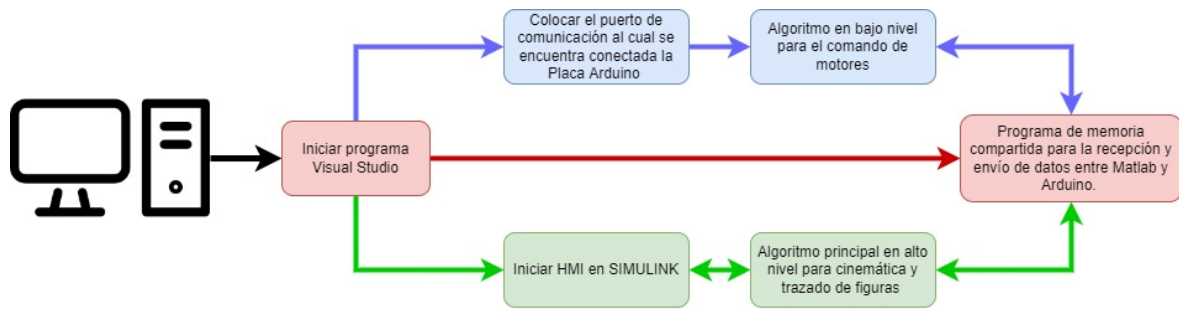 Colocar el puerto de
comunicación al cual se
encuentra conectada la
Placa Arduino
Algoritmo en bajo nivel
para el comando de
motores
Iniciar programa
Visual Studio
Programa de memoria
compartida para la recepción y
envío de datos entre Matlab y
Arduino.
Iniciar HMI en SIMULINK
Algoritmo principal en alto
nivel para cinemática y
trazado de figuras